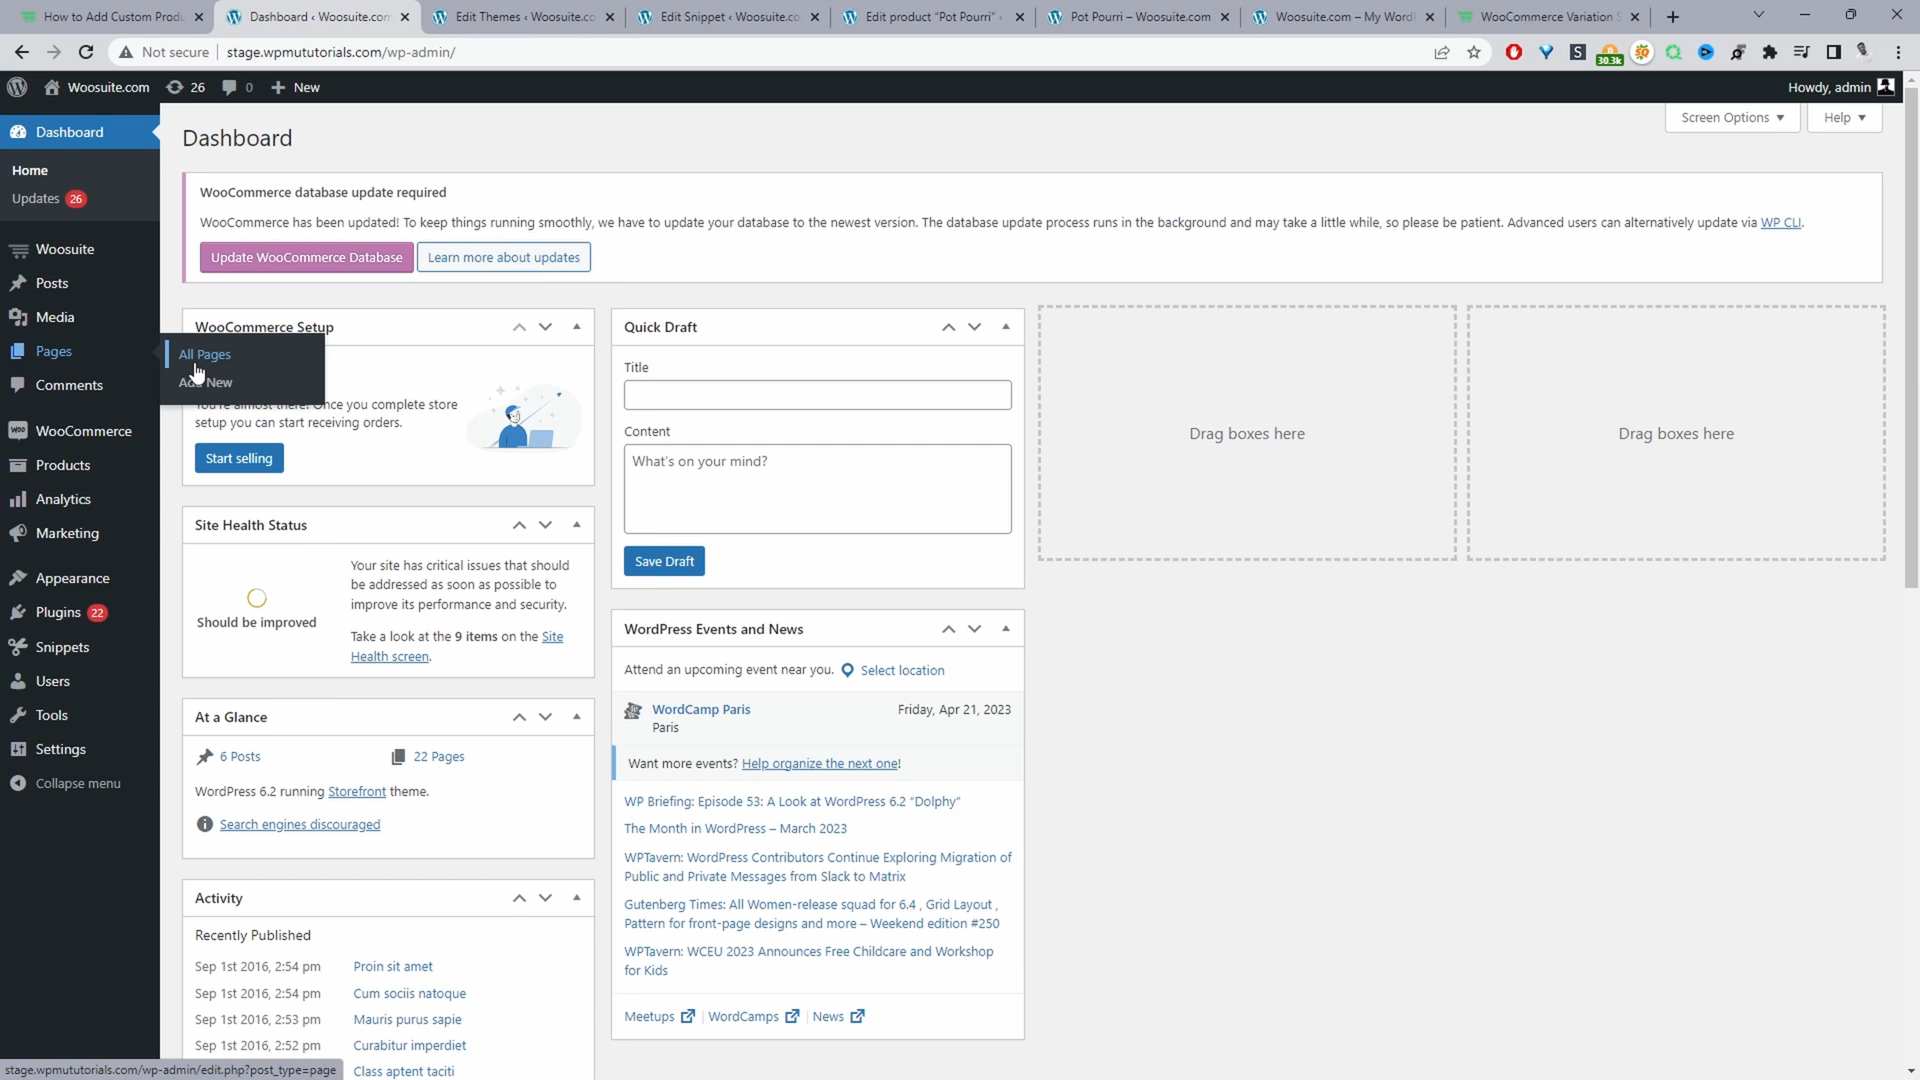 How to Add Custom Produ
Dashboard ‹ Woosuite.com
Edit Themes ‹ Woosuite.co
Edit Snippet ‹ Woosuite.co
Edit product "Pot Pourri" ‹
Pot Pourri – Woosuite.com
Woosuite.com – My Word
WooCommerce Variation S
Not secure
stage.wpmututorials.com/wp-admin/
30.3k
Woosuite.com
26
0
New
Howdy, admin
Dashboard
Home
Updates 26
Woosuite
Posts
Media
Pages
Comments
WooCommerce
Products
Analytics
Marketing
Appearance
Plugins 22
Snippets
Users
Tools
Settings
Collapse menu
All Pages
Add New
Dashboard
Screen Options
Help
WooCommerce database update required
WooCommerce has been updated! To keep things running smoothly, we have to update your database to the newest version. The database update process runs in the background and may take a little while, so please be patient. Advanced users can alternatively update via WP CLI.
Update WooCommerce Database
Learn more about updates
WooCommerce Setup
You're almost there! Once you complete store
setup you can start receiving orders.
Start selling
Site Health Status
Should be improved
Your site has critical issues that should
be addressed as soon as possible to
improve its performance and security.
Take a look at the 9 items on the Site
Health screen.
At a Glance
6 Posts
22 Pages
WordPress 6.2 running Storefront theme.
Search engines discouraged
Activity
Recently Published
Sep 1st 2016, 2:54 pm Proin sit amet
Sep 1st 2016, 2:54 pm Cum sociis natoque
Sep 1st 2016, 2:53 pm Mauris purus sapie
Sep 1st 2016, 2:52 pm Curabitur imperdiet
Class aptent taciti
Quick Draft
Title
Content
What's on your mind?
Save Draft
WordPress Events and News
Attend an upcoming event near you. Select location
WordCamp Paris
Friday, Apr 21, 2023
Paris
Want more events? Help organize the next one!
WP Briefing: Episode 53: A Look at WordPress 6.2 "Dolphy"
The Month in WordPress – March 2023
WPTavern: WordPress Contributors Continue Exploring Migration of
Public and Private Messages from Slack to Matrix
Gutenberg Times: All Women-release squad for 6.4 , Grid Layout ,
Pattern for front-page designs and more – Weekend edition #250
WPTavern: WCEU 2023 Announces Free Childcare and Workshop
for Kids
Meetups | WordCamps | News
Drag boxes here
Drag boxes here
stage.wpmututorials.com/wp-admin/edit.php?post_type=page